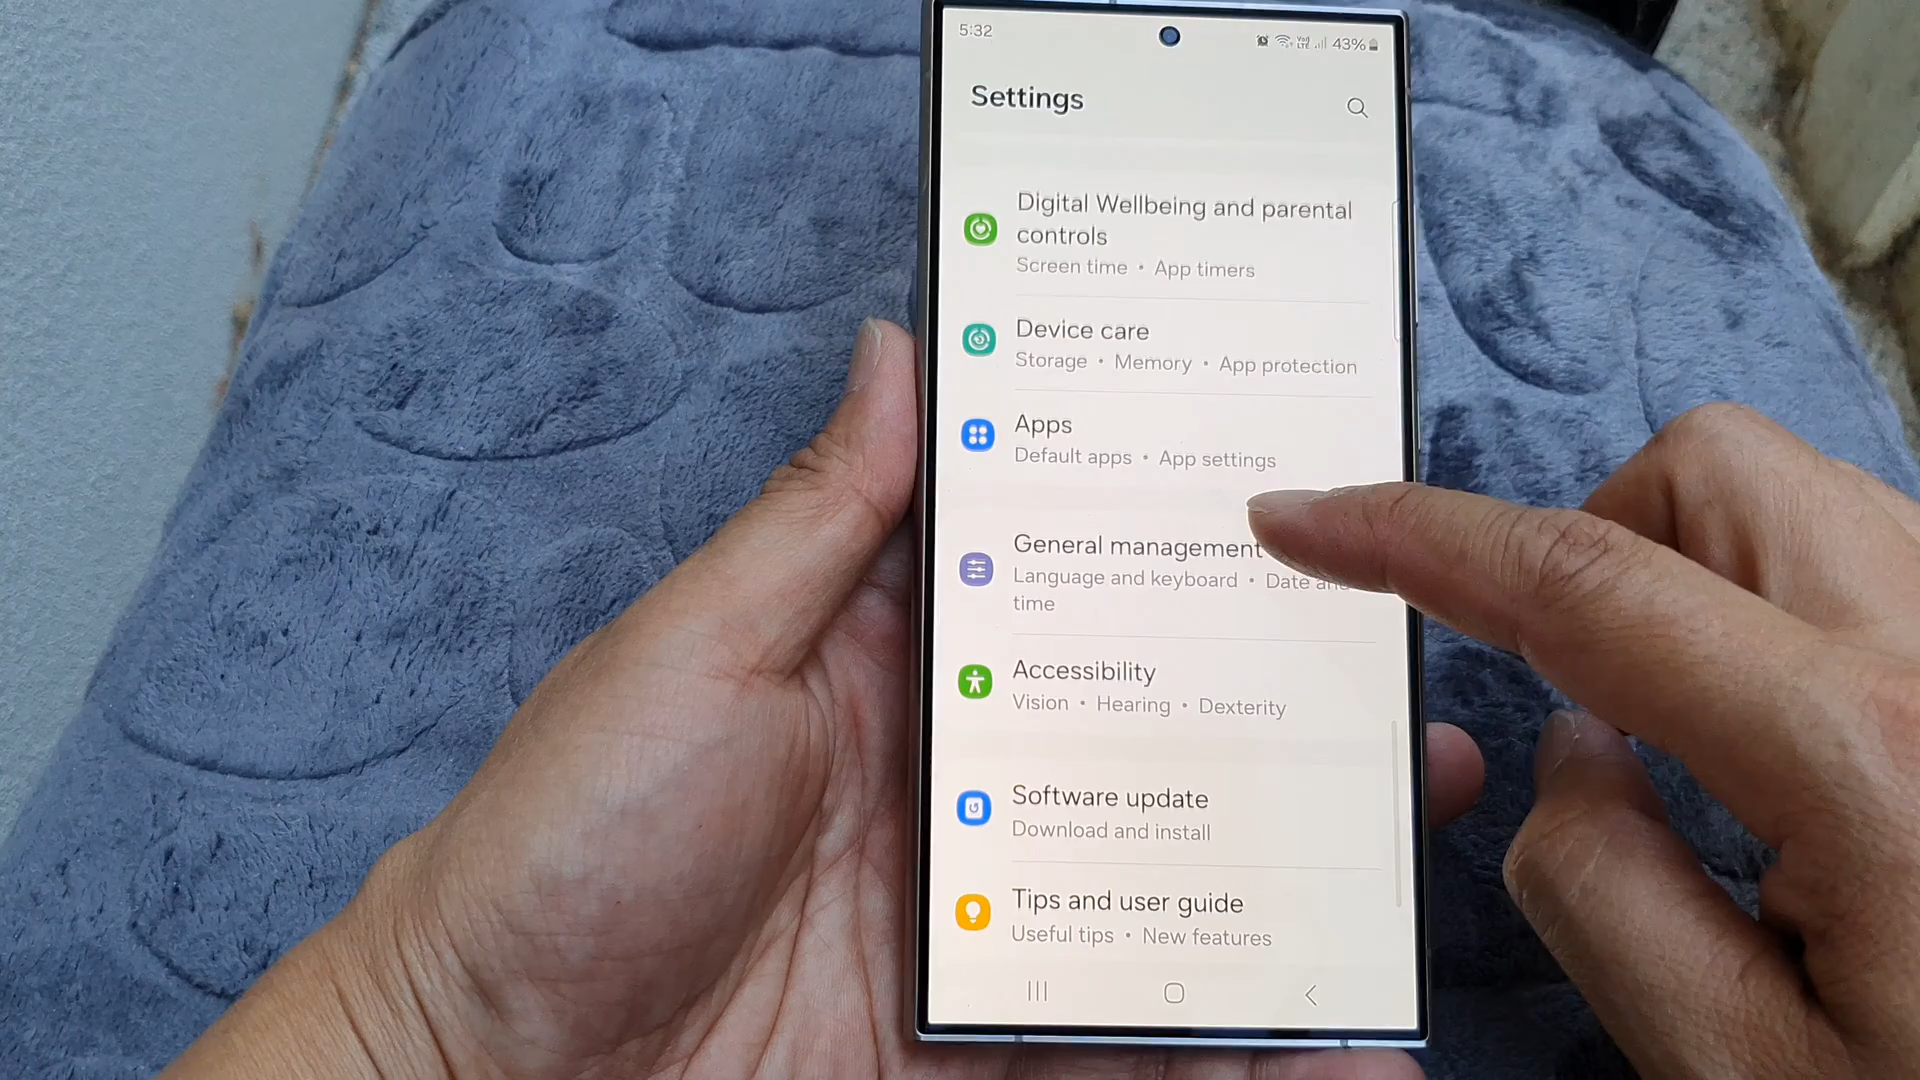 5:32
43%
Settings
Digital Wellbeing and parental
controls
Screen time • App timers
Device care
Storage • Memory • App protection
Apps
Default apps • App settings
General management
Language and keyboard • Date and
time
Accessibility
Vision • Hearing • Dexterity
Software update
Download and install
Tips and user guide
Useful tips • New features